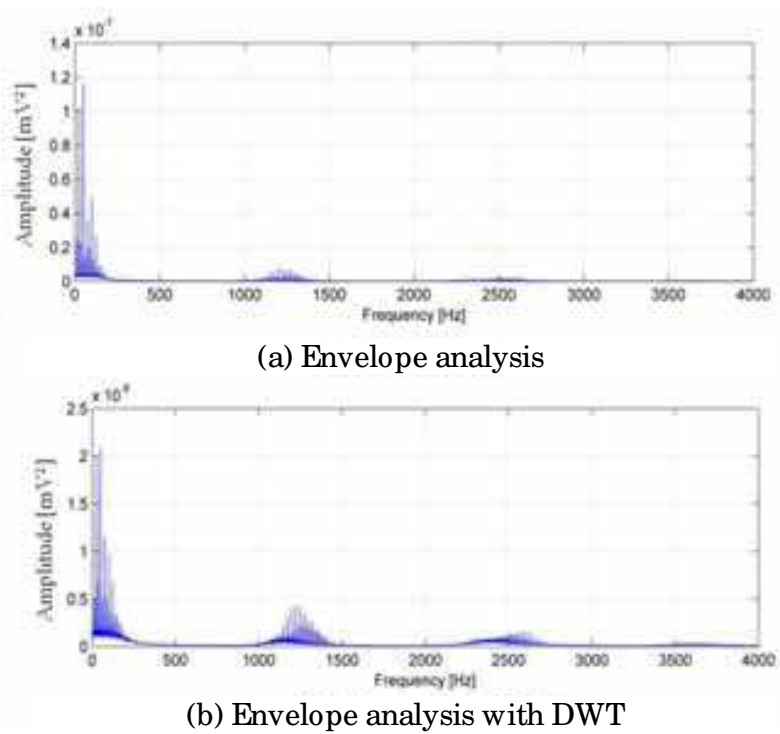 1.4
1.2
1
0.8
0.6
0.4
0.2
0
Amplitude [mV²]
0 500 1000 1500 2000 2500 3000 3500 4000
Frequency [Hz]
(a) Envelope analysis
2.5
2
1.5
1
0.5
0
Amplitude [mV²]
0 500 1000 1500 2000 2500 3000 3500 4000
Frequency [Hz]
(b) Envelope analysis with DWT